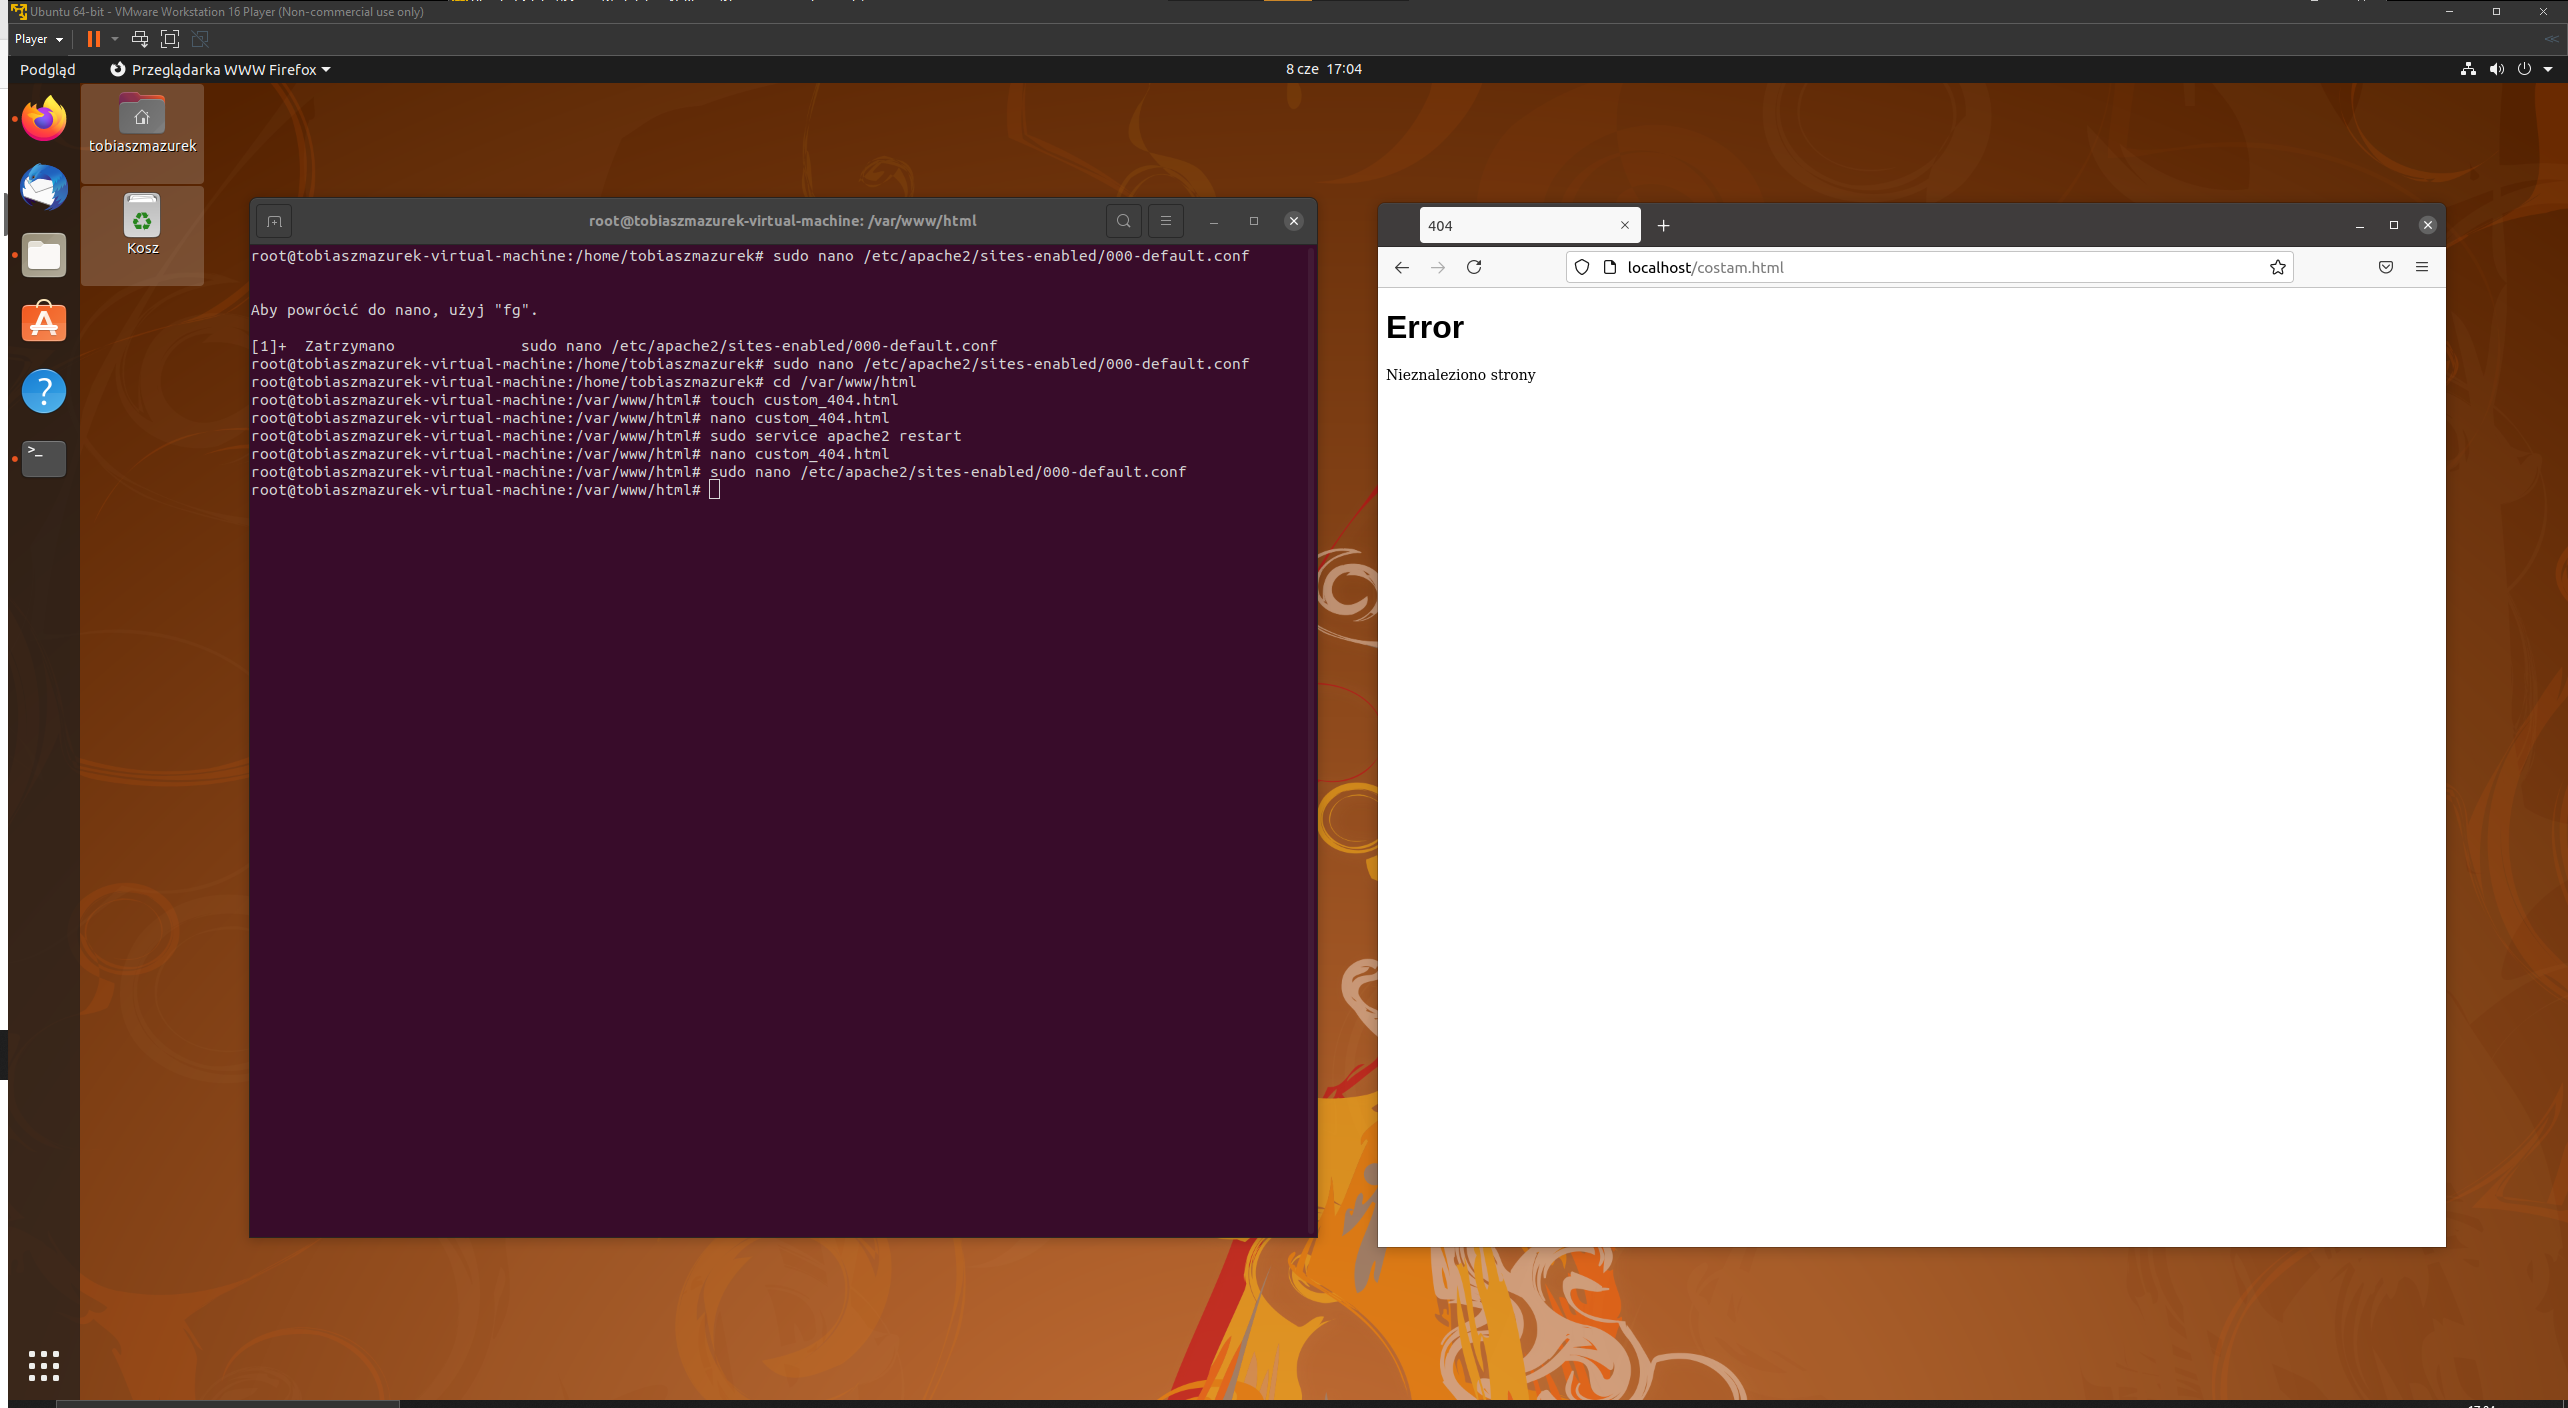 Ubuntu 64-bit - VMware Workstation 16 Player (Non-commercial use only)
Player
Podgląd
Przeglądarka WWW Firefox
8 cze 17:04
tobiaszmazurek
Kosz
root@tobiaszmazurek-virtual-machine: /var/www/html
root@tobiaszmazurek-virtual-machine:/home/tobiaszmazurek# sudo nano /etc/apache2/sites-enabled/000-default.conf
Aby powrócić do nano, użyj "fg".
[1]+  Zatrzymano              sudo nano /etc/apache2/sites-enabled/000-default.conf
root@tobiaszmazurek-virtual-machine:/home/tobiaszmazurek# sudo nano /etc/apache2/sites-enabled/000-default.conf
root@tobiaszmazurek-virtual-machine:/home/tobiaszmazurek# cd /var/www/html
root@tobiaszmazurek-virtual-machine:/var/www/html# touch custom_404.html
root@tobiaszmazurek-virtual-machine:/var/www/html# nano custom_404.html
root@tobiaszmazurek-virtual-machine:/var/www/html# sudo service apache2 restart
root@tobiaszmazurek-virtual-machine:/var/www/html# nano custom_404.html
root@tobiaszmazurek-virtual-machine:/var/www/html# sudo nano /etc/apache2/sites-enabled/000-default.conf
root@tobiaszmazurek-virtual-machine:/var/www/html#
404
localhost/costam.html
Error
Nieznaleziono strony